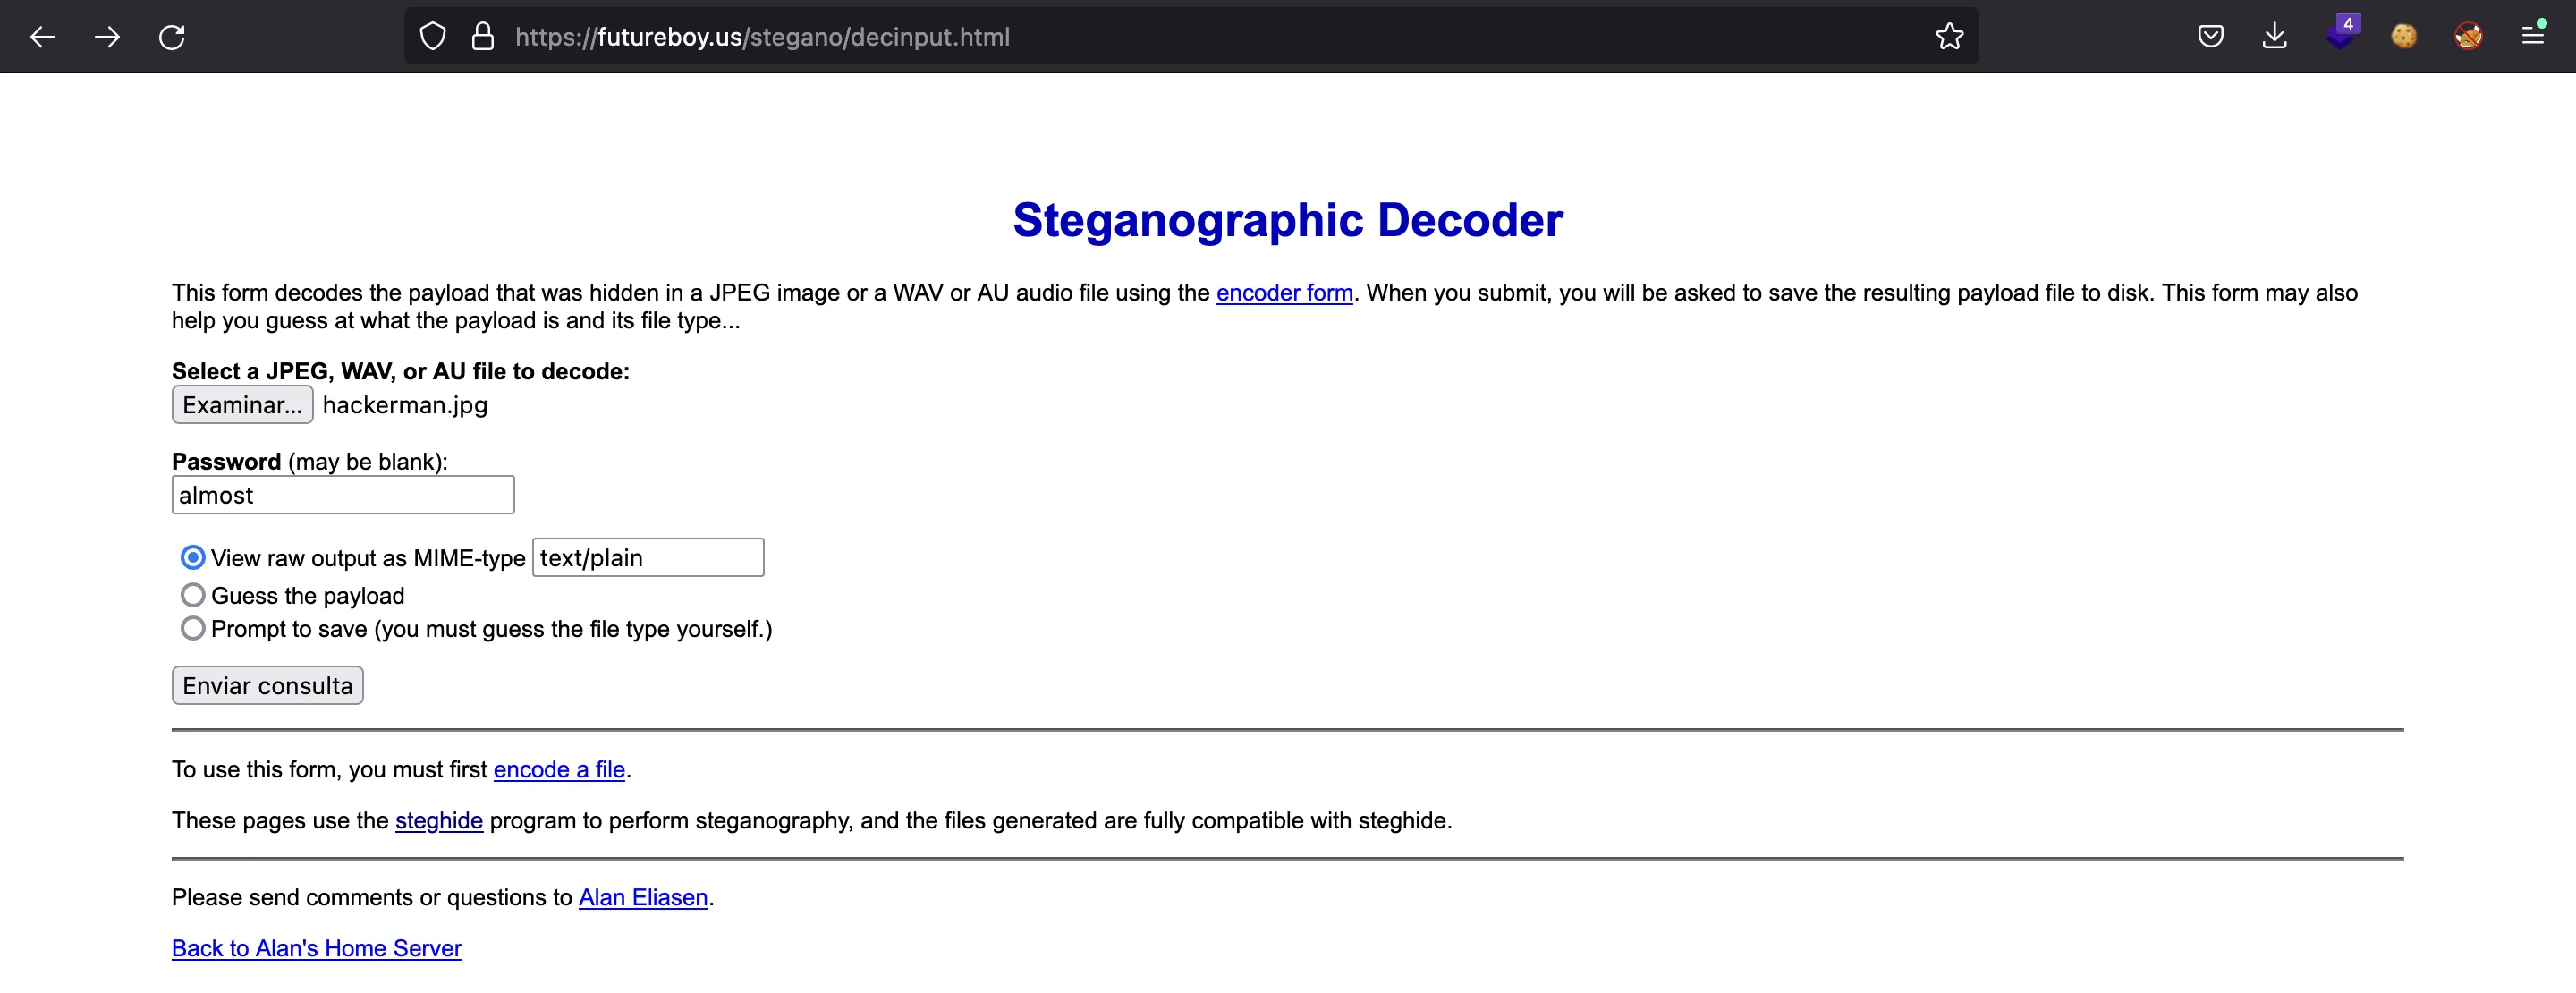 https://futureboy.us/stegano/decinput.html
4
Steganographic Decoder
This form decodes the payload that was hidden in a JPEG image or a WAV or AU audio file using the encoder form. When you submit, you will be asked to save the resulting payload file to disk. This form may also
help you guess at what the payload is and its file type...
Select a JPEG, WAV, or AU file to decode:
Examinar... hackerman.jpg
Password (may be blank):
almost
View raw output as MIME-type text/plain
Guess the payload
Prompt to save (you must guess the file type yourself.)
Enviar consulta
To use this form, you must first encode a file.
These pages use the steghide program to perform steganography, and the files generated are fully compatible with steghide.
Please send comments or questions to Alan Eliasen.
Back to Alan's Home Server